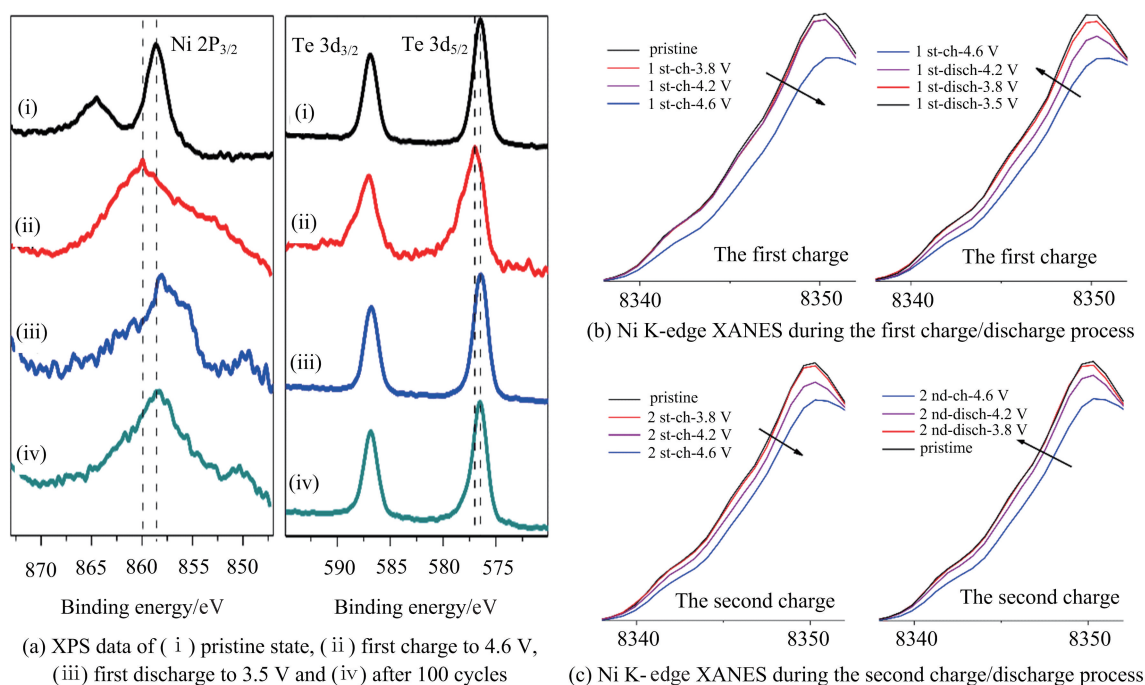 Ni 2P3/2
(i)
(ii)
(iii)
(iv)
870 865 860 855 850
Binding energy/eV
Te 3d3/2 Te 3d5/2
(i)
(ii)
(iii)
(iv)
590 585 580 575
Binding energy/eV
(a) XPS data of (ⅰ) pristine state, (ⅱ) first charge to 4.6 V,
(ⅲ) first discharge to 3.5 V and (ⅳ) after 100 cycles
pristine
1 st-ch-3.8 V
1 st-ch-4.2 V
1 st-ch-4.6 V
The first charge
8340 8350
1 st-ch-4.6 V
1 st-disch-4.2 V
1 st-disch-3.8 V
1 st-disch-3.5 V
The first charge
8340 8350
(b) Ni K-edge XANES during the first charge/discharge process
pristine
2 st-ch-3.8 V
2 st-ch-4.2 V
2 st-ch-4.6 V
The second charge
8340 8350
2 nd-ch-4.6 V
2 nd-disch-4.2 V
2 nd-disch-3.8 V
pristime
The second charge
8340 8350
(c) Ni K-edge XANES during the second charge/discharge process